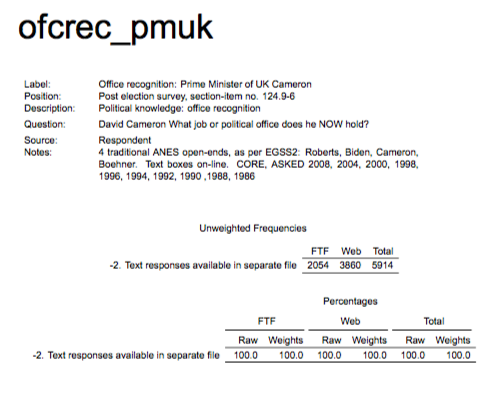 ofcrec_pmuk
Label: Office recognition: Prime Minister of UK Cameron
Position: Post election survey, section-item no. 124.9-6
Description: Political knowledge: office recognition
Question: David Cameron What job or political office does he NOW hold?
Source: Respondent
Notes: 4 traditional ANES open-ends, as per EGSS2: Roberts, Biden, Cameron,
Boehner. Text boxes on-line. CORE, ASKED 2008, 2004, 2000, 1998,
1996, 1994, 1992, 1990 ,1988, 1986
Unweighted Frequencies
FTF Web Total
-2. Text responses available in separate file 2054 3860 5914
Percentages
FTF Web Total
Raw Weights Raw Weights Raw Weights
-2. Text responses available in separate file 100.0 100.0 100.0 100.0 100.0 100.0